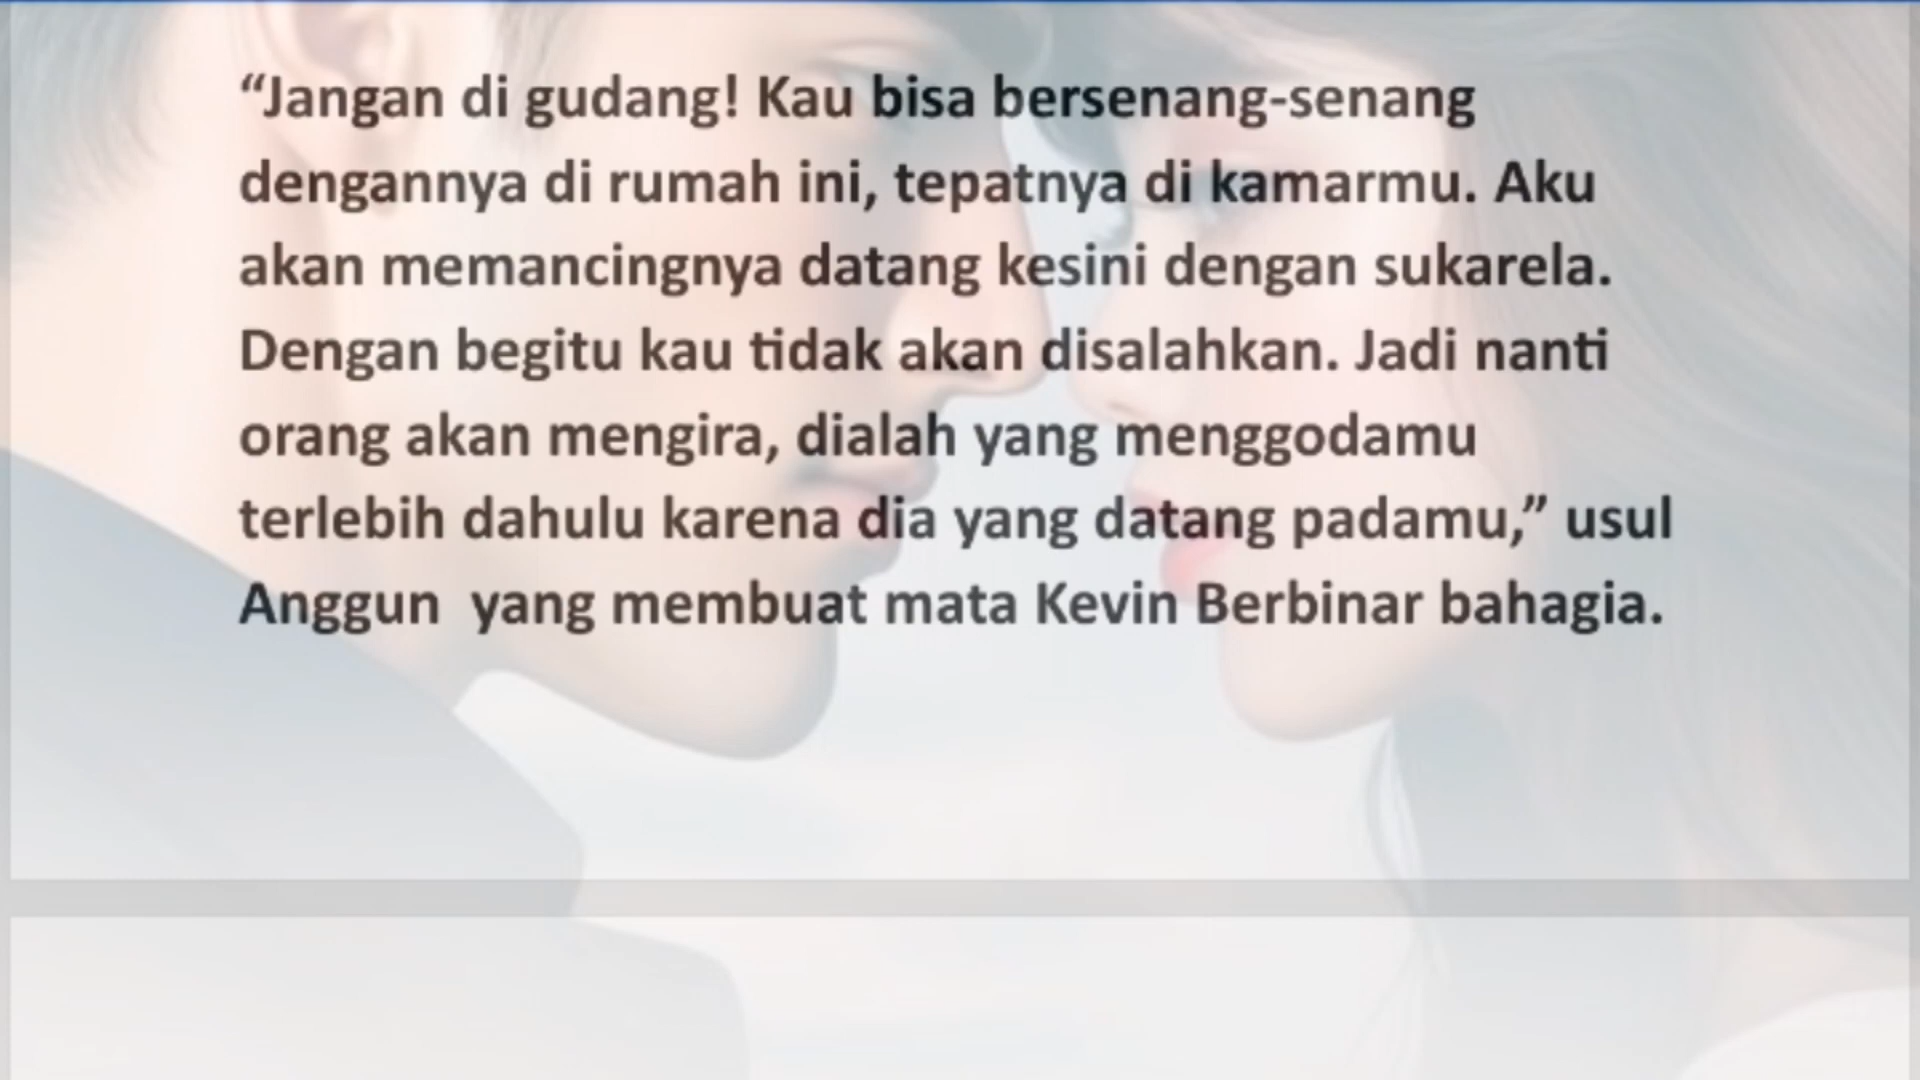 “Jangan di gudang! Kau bisa bersenang-senang
dengannya di rumah ini, tepatnya di kamarmu. Aku
akan memancingnya datang kesini dengan sukarela.
Dengan begitu kau tidak akan disalahkan. Jadi nanti
orang akan mengira, dialah yang menggodamu
terlebih dahulu karena dia yang datang padamu,” usul
Anggun  yang membuat mata Kevin Berbinar bahagia.